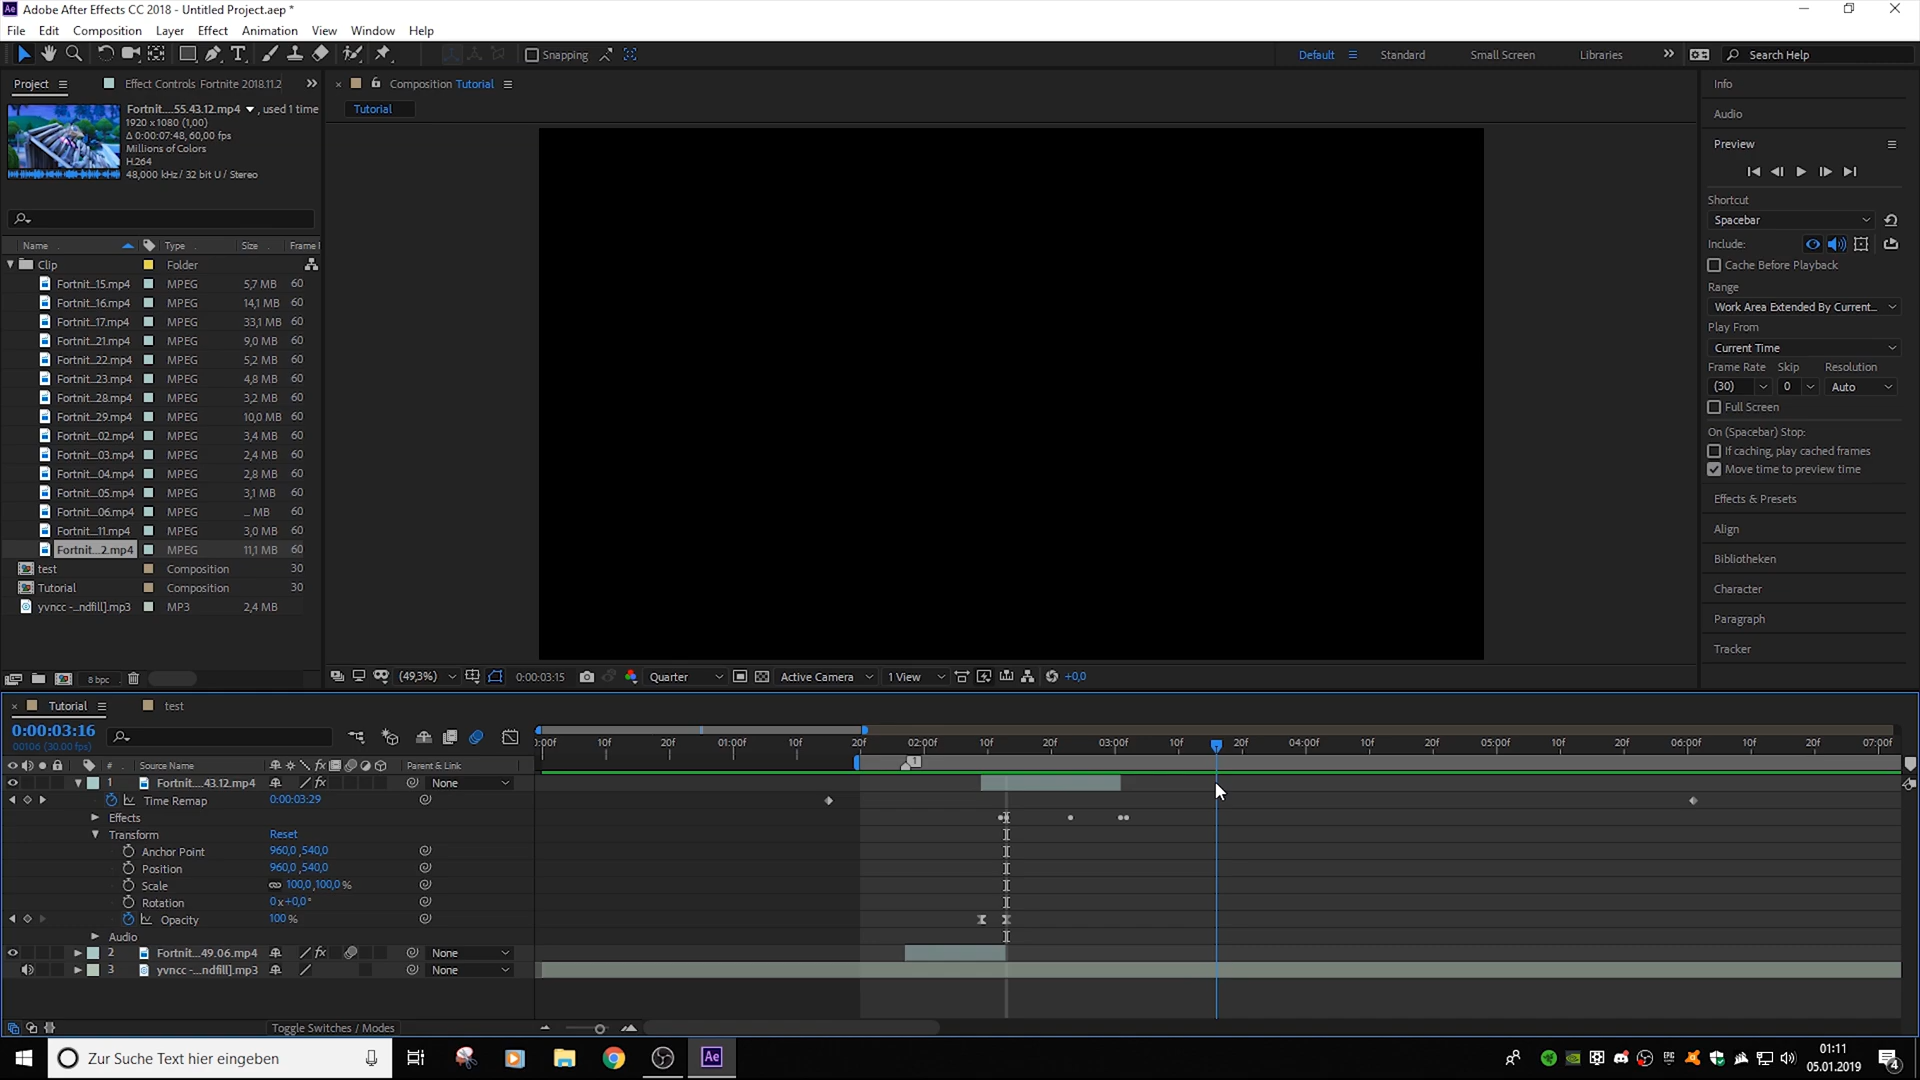 Adobe After Effects CC 2018 - Untitled Project.aep *
File Edit Composition Layer Effect Animation View Window Help
Snapping
Default
Standard
Small Screen
Libraries
Search Help
Project
Effect Controls Fortnite 2018.11.2
Composition Tutorial
Tutorial
Fortnit....55.43.12.mp4 , used 1 time
1920 x 1080 (1,00)
Δ 0:00:07:48, 60,00 fps
Millions of Colors
H.264
48,000 kHz / 32 bit U / Stereo
Name Type Size Frame
Clip Folder
Fortnit...15.mp4 MPEG 5,7 MB 60
Fortnit...16.mp4 MPEG 14,1 MB 60
Fortnit...17.mp4 MPEG 33,1 MB 60
Fortnit...21.mp4 MPEG 9,0 MB 60
Fortnit...22.mp4 MPEG 5,2 MB 60
Fortnit...23.mp4 MPEG 4,8 MB 60
Fortnit...28.mp4 MPEG 3,2 MB 60
Fortnit...29.mp4 MPEG 10,0 MB 60
Fortnit....02.mp4 MPEG 3,4 MB 60
Fortnit....03.mp4 MPEG 2,4 MB 60
Fortnit....04.mp4 MPEG 2,8 MB 60
Fortnit....05.mp4 MPEG 3,1 MB 60
Fortnit....06.mp4 MPEG ... MB 60
Fortnit...11.mp4 MPEG 3,0 MB 60
Fortnit....2.mp4 MPEG 11,1 MB 60
test Composition 30
Tutorial Composition 30
yvncc -...ndfill].mp3 MP3 2,4 MB
8 bpc
(49,3%)
0:00:03:15
Quarter
Active Camera
1 View
+0,0
Info
Audio
Preview
Shortcut
Spacebar
Include:
Cache Before Playback
Range
Work Area Extended By Current...
Play From
Current Time
Frame Rate Skip Resolution
(30) 0 Auto
Full Screen
On (Spacebar) Stop:
If caching, play cached frames
Move time to preview time
Effects & Presets
Align
Bibliotheken
Character
Paragraph
Tracker
Tutorial
test
0:00:03:16
00106 (30.00 fps)
:00f 10f 20f 01:00f 10f 20f 02:00f 10f 20f 03:00f 10f 20f 04:00f 10f 20f 05:00f 10f 20f 06:00f 10f 20f 07:00f
# Source Name Parent & Link
1
1 Fortnit....43.12.mp4 None
Time Remap 0:00:03:29
Effects
Transform Reset
Anchor Point 960,0 ,540,0
Position 960,0 ,540,0
Scale 100,0 ,100,0 %
Rotation 0 x +0,0 °
Opacity 100 %
Audio
2 Fortnit....49.06.mp4 None
3 yvncc -...ndfill].mp3 None
Toggle Switches / Modes
Zur Suche Text hier eingeben
Ae
01:11
05.01.2019
4